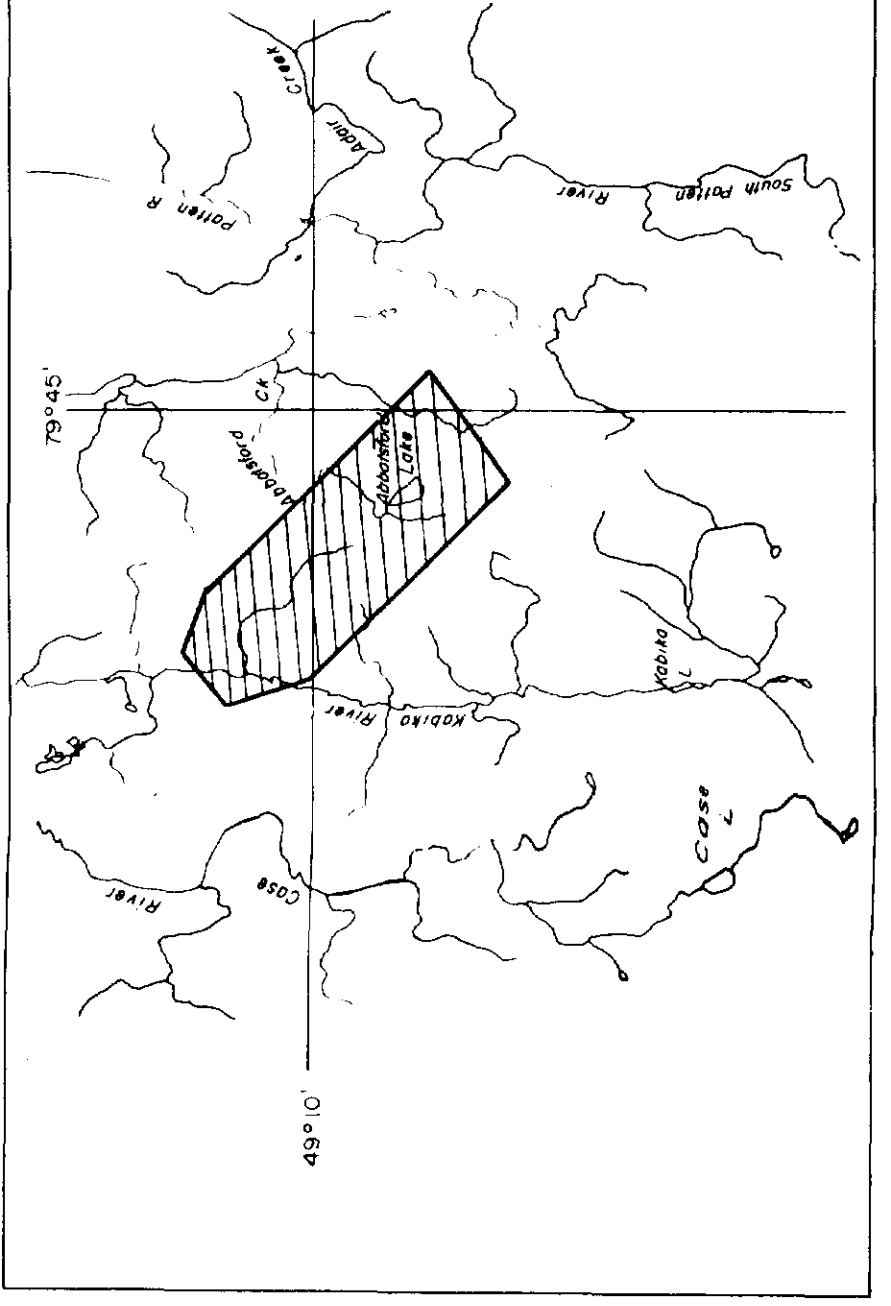 79°45'
49°10'
Creek
Adair
Patten R
River
South Patten
Abbotsford
Ck
Abbotsford
Lake
Kabika
River
Kabika
L
River
Case
Case
L